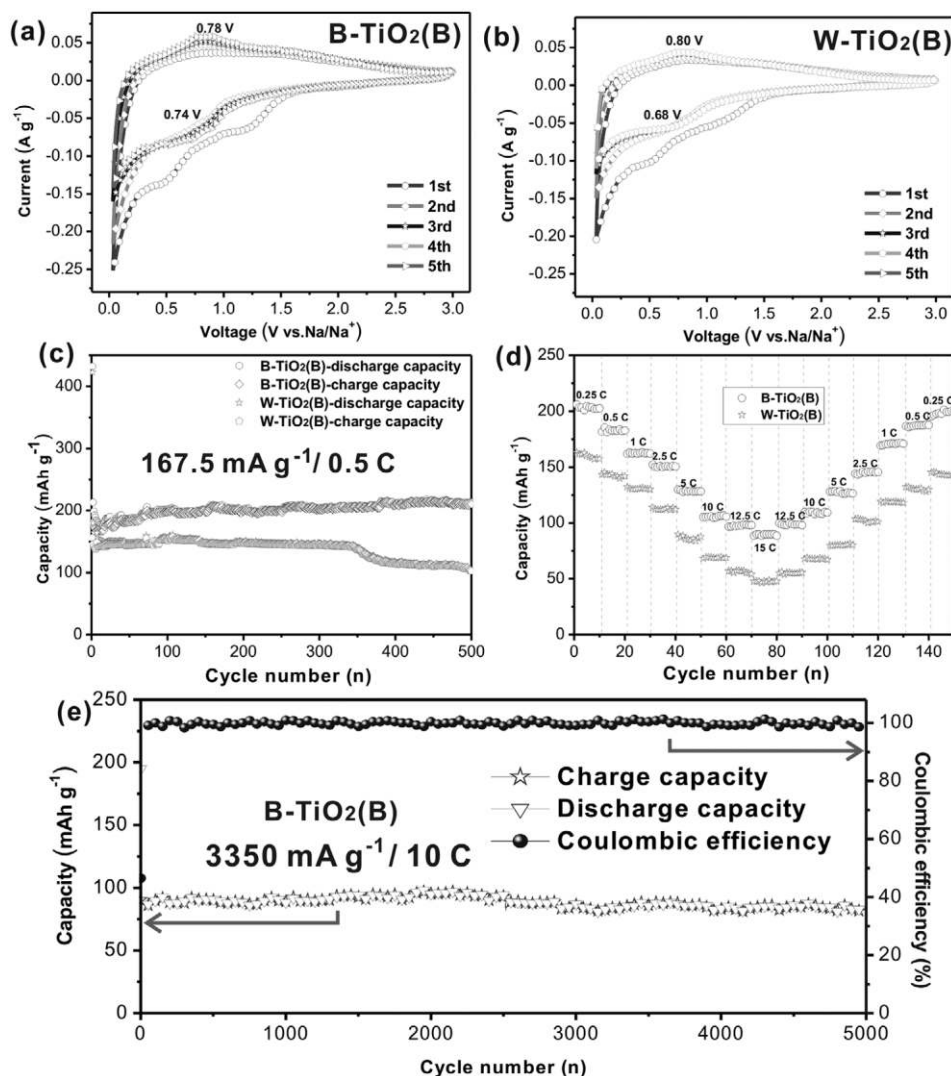 (a)
0.78 V
B-TiO₂(B)
0.74 V
1st
2nd
3rd
4th
5th
0.05
0.00
-0.05
-0.10
-0.15
-0.20
-0.25
Current (A g⁻¹)
0.0 0.5 1.0 1.5 2.0 2.5 3.0
Voltage (V vs.Na/Na⁺)
(b)
0.80 V
W-TiO₂(B)
0.68 V
1st
2nd
3rd
4th
5th
0.05
0.00
-0.05
-0.10
-0.15
-0.20
-0.25
Current (A g⁻¹)
0.0 0.5 1.0 1.5 2.0 2.5 3.0
Voltage (V vs.Na/Na⁺)
(c)
B-TiO₂(B)-discharge capacity
B-TiO₂(B)-charge capacity
W-TiO₂(B)-discharge capacity
W-TiO₂(B)-charge capacity
167.5 mA g⁻¹/ 0.5 C
400
300
200
100
0
Capacity (mAh g⁻¹)
0 100 200 300 400 500
Cycle number (n)
(d)
B-TiO₂(B)
W-TiO₂(B)
0.25 C
0.5 C
1 C
2.5 C
5 C
10 C
12.5 C
15 C
12.5 C
10 C
5 C
2.5 C
1 C
0.5 C
0.25 C
250
200
150
100
50
0
Capacity (mAh g⁻¹)
0 20 40 60 80 100 120 140
Cycle number (n)
(e)
Charge capacity
Discharge capacity
Coulombic efficiency
B-TiO₂(B)
3350 mA g⁻¹/ 10 C
250
200
150
100
50
0
Capacity (mAh g⁻¹)
100
80
60
40
20
0
Coulombic efficiency (%)
0 1000 2000 3000 4000 5000
Cycle number (n)